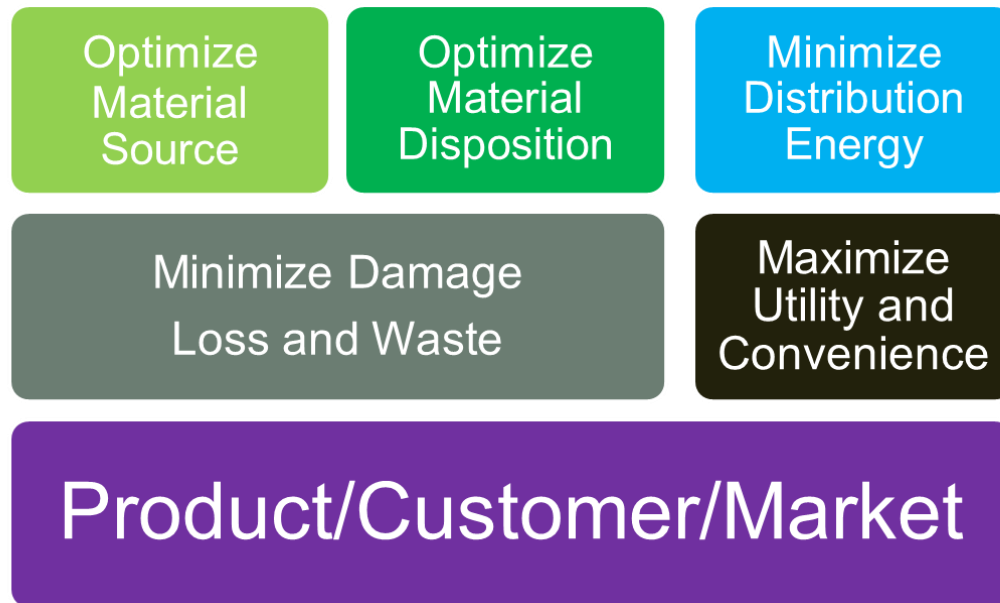 Optimize
Material
Source
Optimize
Material
Disposition
Minimize
Distribution
Energy
Minimize Damage
Loss and Waste
Maximize
Utility and
Convenience
Product/Customer/Market